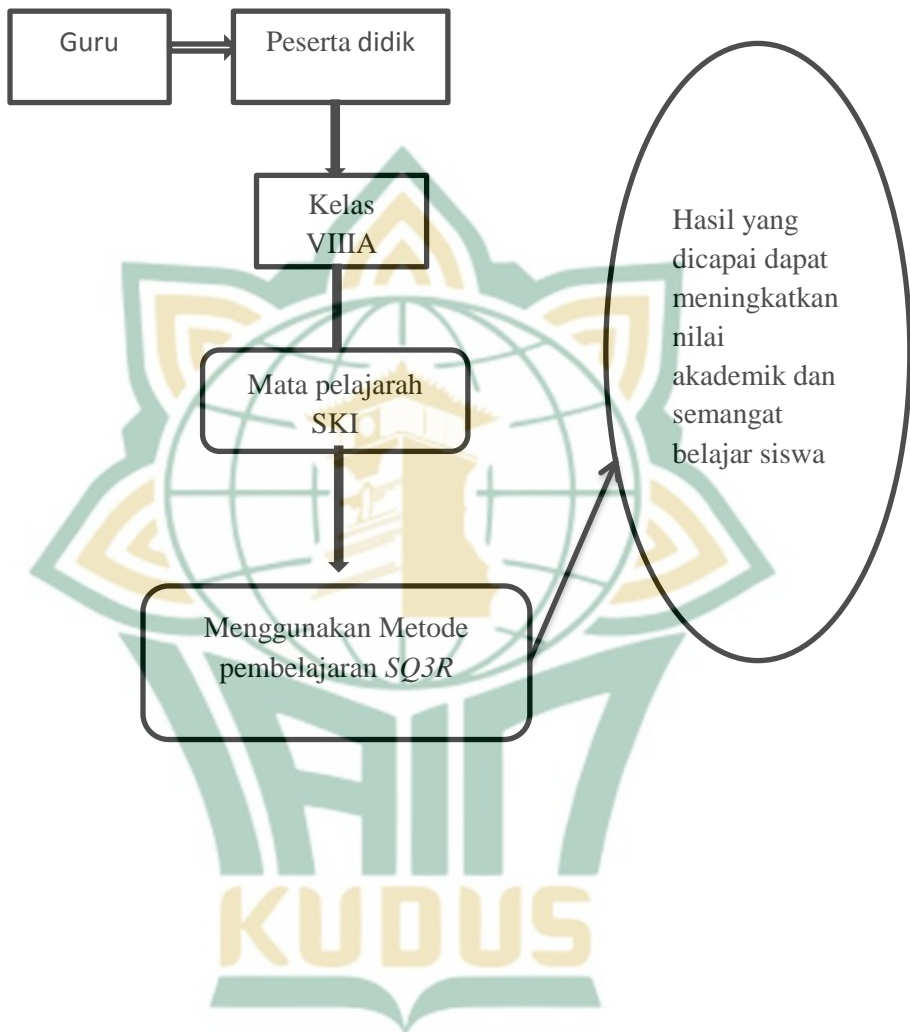 Guru
Peserta didik
Kelas
VIIIA
Mata pelajarah
SKI
Menggunakan Metode
pembelajaran SQ3R
Hasil yang
dicapai dapat
meningkatkan
nilai
akademik dan
semangat
belajar siswa
IAIN
KUDUS